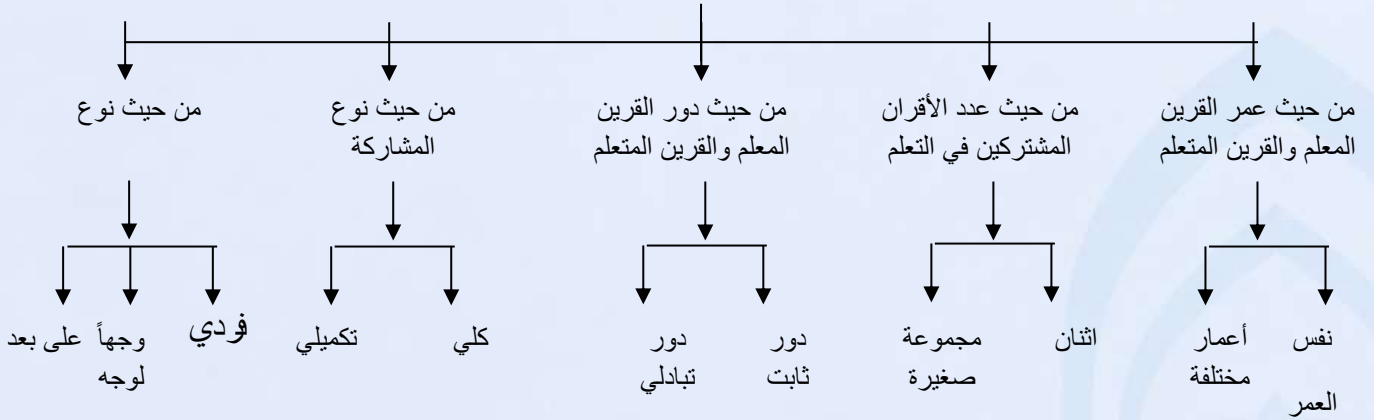 من حيث عمر القرين
المعلم والقرين المتعلم
من حيث عدد الأقران
المشتركين في التعلم
من حيث دور القرين
المعلم والقرين المتعلم
من حيث نوع
المشاركة
من حيث نوع
نفس
العمر
أعمار
مختلفة
اثنان
مجموعة
صغيرة
دور
ثابت
دور
تبادلي
كلي
تكميلي
فردي
وجهاً
لوجه
على بعد